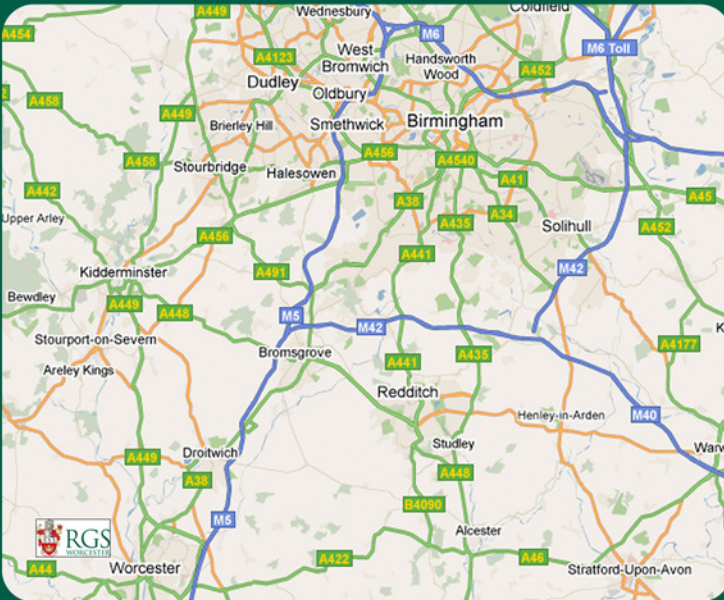 Wednesbury
A449
Coldfield
M6
A454
M6 Toll
West
Bromwich
A4123
Handsworth
Wood
A452
Dudley
Oldbury
A458
A449
Brierley Hill
Smethwick
Birmingham
A458
Stourbridge
Halesowen
A456
A4540
A41
A442
A45
Upper Arley
A38
A435
A34
Solihull
A452
A456
A441
Kidderminster
A491
M42
Bewdley
A449
A448
M5
M42
Stourport-on-Severn
Bromsgrove
A435
A4177
Areley Kings
A441
Redditch
Henley-in-Arden
M40
Studley
A449
Droitwich
A448
A38
B4090
M5
Alcester
RGS
WORCESTER
A422
A46
A44
Worcester
Stratford-Upon-Avon